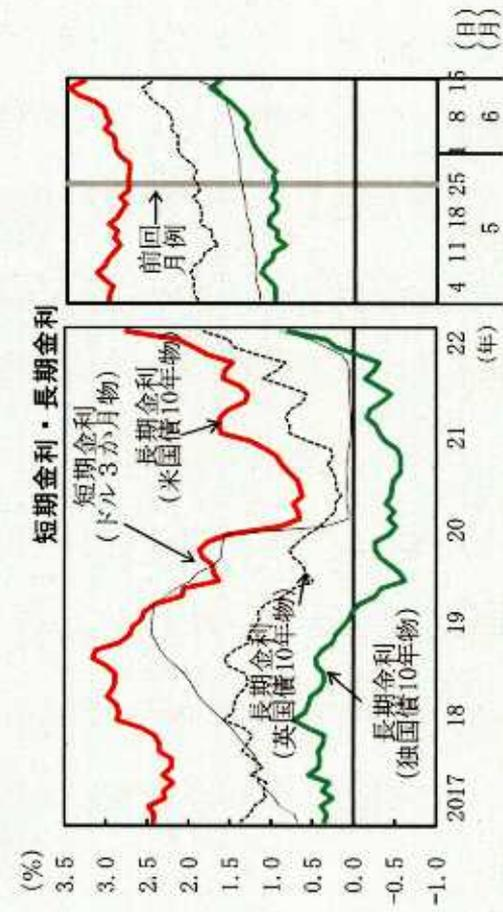 短期金利・長期金利
(%)
3.5
3.0
2.5
2.0
1.5
1.0
0.5
0.0
-0.5
-1.0
短期金利
(ドル3か月物)
長期金利
(米国債10年物)
長期金利
(英国債10年物)
長期金利
(独国債10年物)
2017 18 19 20 21 22
(年)
前回
月例
4 11 18 25 1 8 15 (日)
5 6 (月)